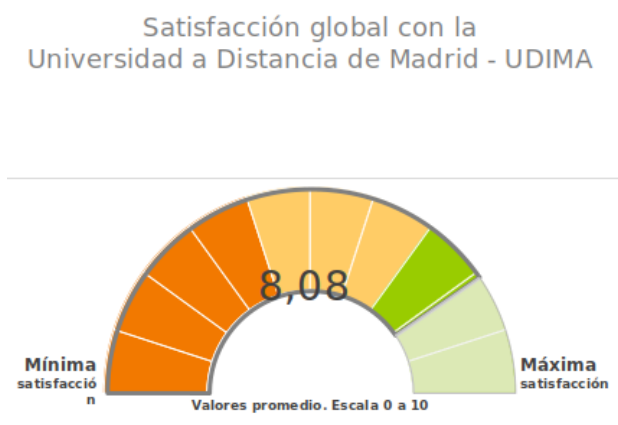 Satisfacción global con la
Universidad a Distancia de Madrid - UDIMA
8,08
Mínima
satisfacció
n
Máxima
satisfacción
Valores promedio. Escala 0 a 10